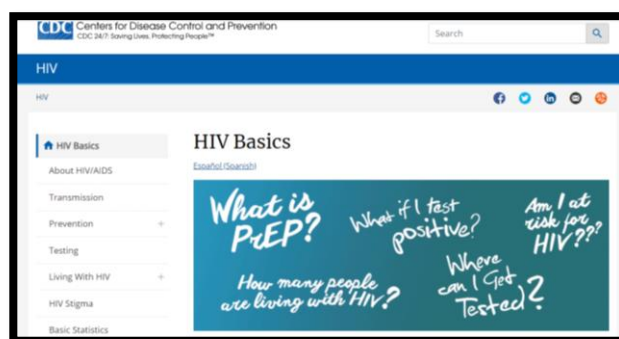 CDC Centers for Disease Control and Prevention
CDC 24/7: Saving Lives, Protecting People™
Search
HIV
HIV
HIV Basics
About HIV/AIDS
Transmission
Prevention +
Testing
Living With HIV +
HIV Stigma
Basic Statistics
HIV Basics
Español (Spanish)
What is
PrEP?
What if I test
positive?
Am I at
risk for
HIV???
How many people
are living with HIV?
Where
can I Get
Tested?